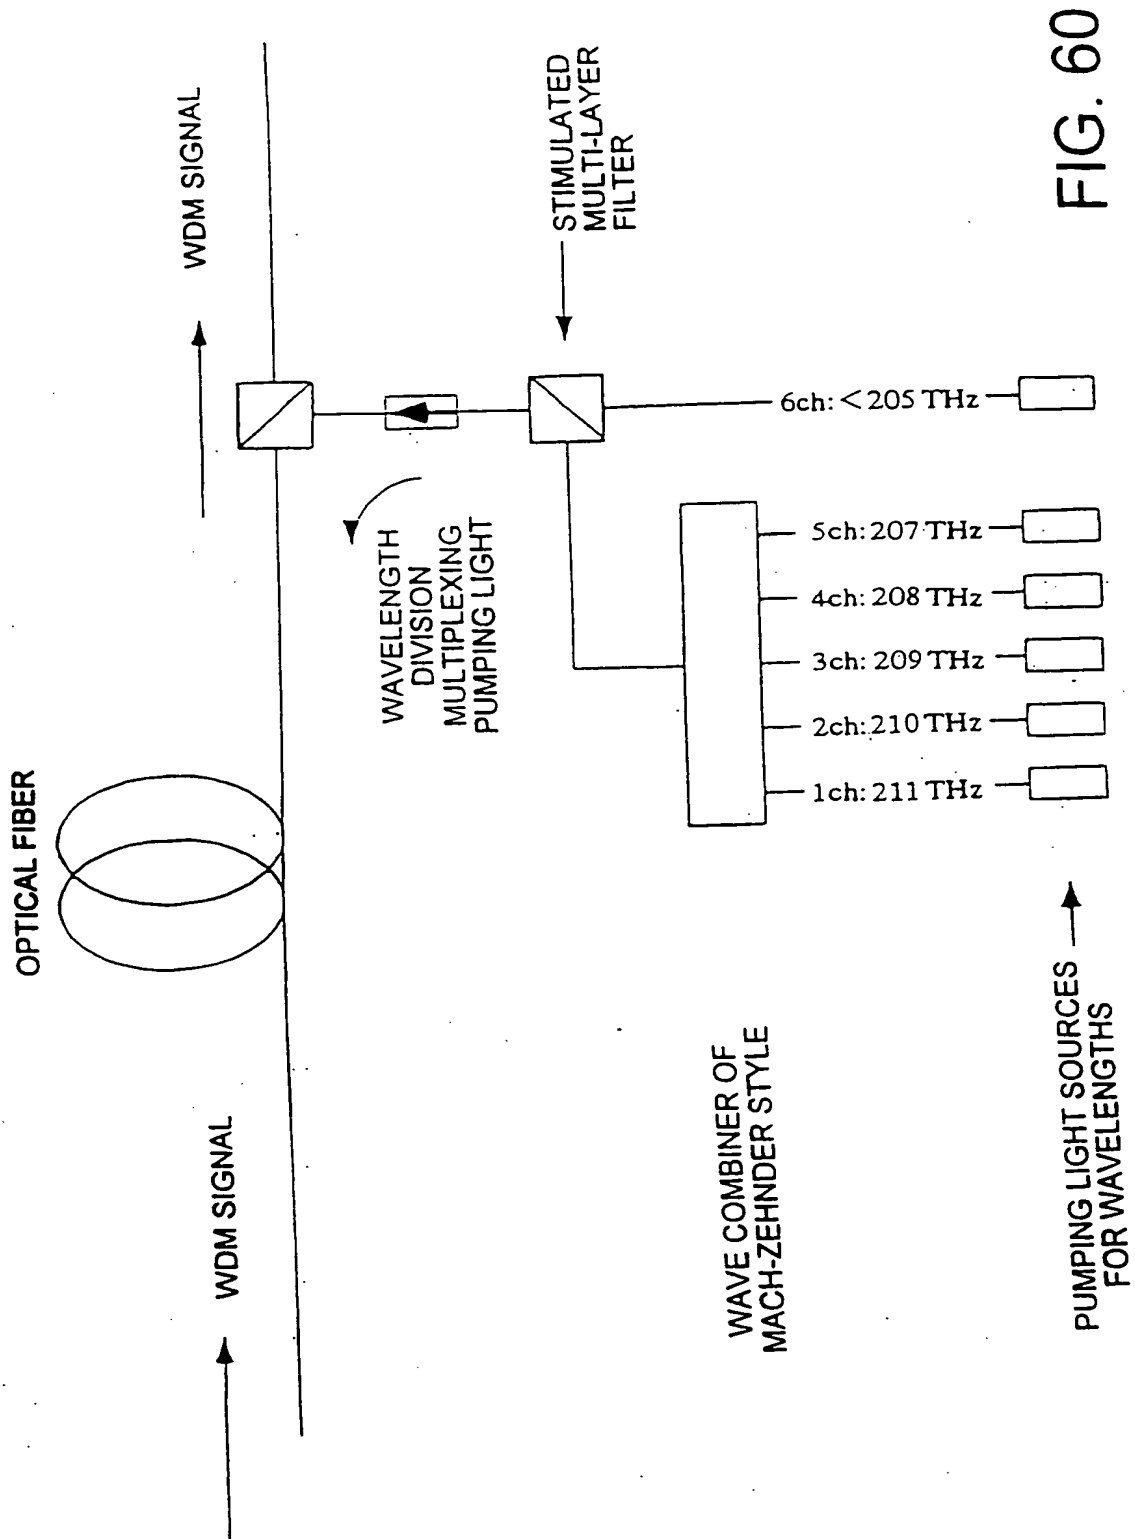 OPTICAL FIBER
WDM SIGNAL
WDM SIGNAL
WAVELENGTH
DIVISION
MULTIPLEXING
PUMPING LIGHT
STIMULATED
MULTI-LAYER
FILTER
WAVE COMBINER OF
MACH-ZEHNDER STYLE
1ch: 211 THz
2ch: 210 THz
3ch: 209 THz
4ch: 208 THz
5ch: 207 THz
6ch: <205 THz
PUMPING LIGHT SOURCES
FOR WAVELENGTHS
FIG. 60